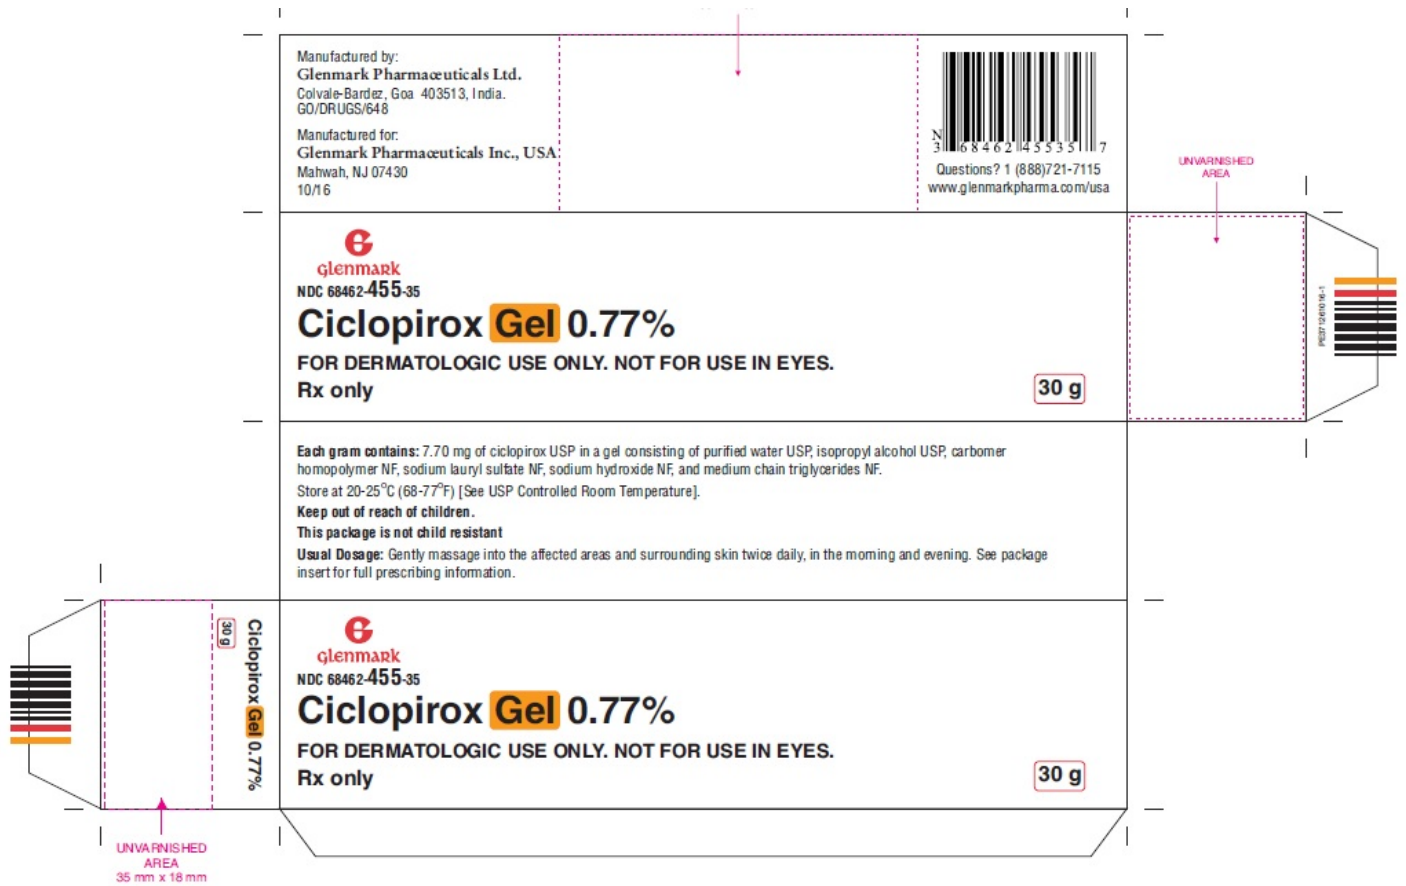 Manufactured by:
Glenmark Pharmaceuticals Ltd.
Colvale-Bardez, Goa 403513, India.
GO/DRUGS/648
Manufactured for:
Glenmark Pharmaceuticals Inc., USA
Mahwah, NJ 07430
10/16
N
3 68462 45535 7
Questions? 1 (888)721-7115
www.glenmarkpharma.com/usa
UNVARNISHED
AREA
glenmark
NDC 68462-455-35
Ciclopirox Gel 0.77%
FOR DERMATOLOGIC USE ONLY. NOT FOR USE IN EYES.
Rx only
30 g
PE371261016-1
Each gram contains: 7.70 mg of ciclopirox USP in a gel consisting of purified water USP, isopropyl alcohol USP, carbomer
homopolymer NF, sodium lauryl sulfate NF, sodium hydroxide NF, and medium chain triglycerides NF.
Store at 20-25°C (68-77°F) [See USP Controlled Room Temperature].
Keep out of reach of children.
This package is not child resistant
Usual Dosage: Gently massage into the affected areas and surrounding skin twice daily, in the morning and evening. See package
insert for full prescribing information.
30 g
Ciclopirox Gel 0.77%
glenmark
NDC 68462-455-35
Ciclopirox Gel 0.77%
FOR DERMATOLOGIC USE ONLY. NOT FOR USE IN EYES.
Rx only
30 g
UNVARNISHED
AREA
35 mm x 18 mm